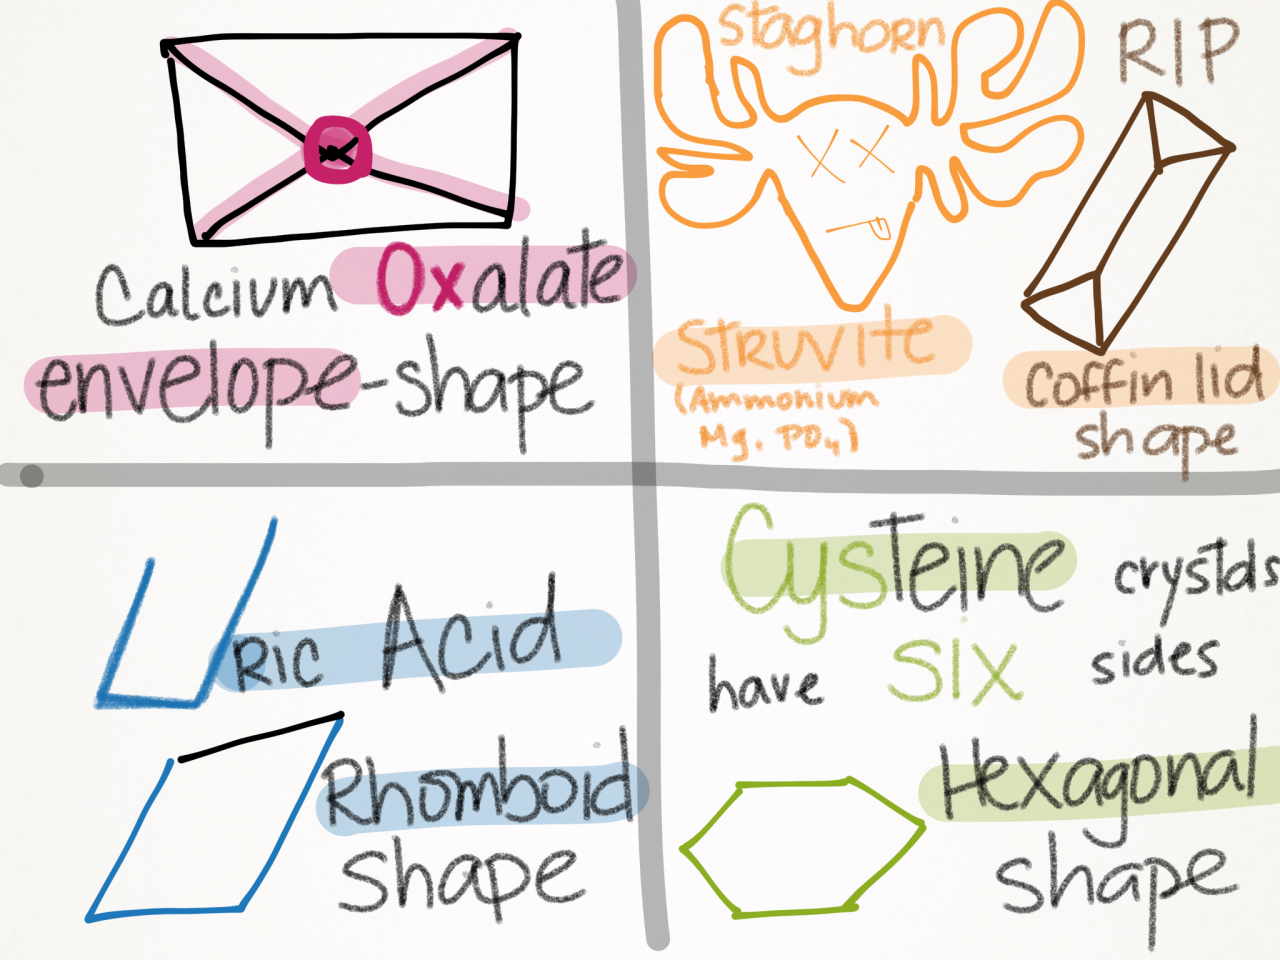 Calcium Oxalate
envelope-shape
staghorn
RIP
STRUVITE
(Ammonium
Mg. PO4)
Coffin lid
shape
URic Acid
Rhomboid
shape
Cysteine crystals
have SIX sides
Hexagonal
shape